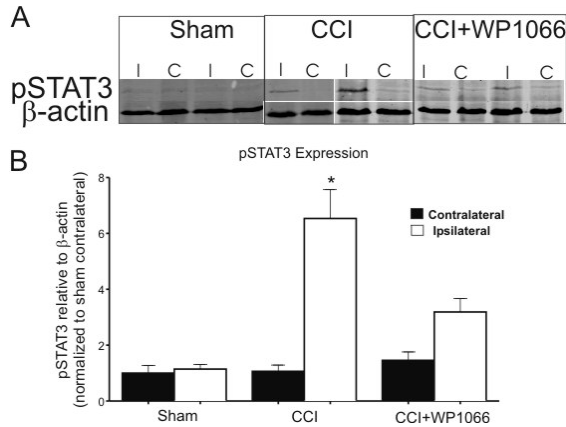 A
Sham CCI CCI+WP1066
I C I C I C I C I C I C
pSTAT3
β-actin
B
pSTAT3 Expression
8
6
4
2
0
pSTAT3 relative to β-actin
(normalized to sham contralateral)
*
Contralateral
Ipsilateral
Sham CCI CCI+WP1066